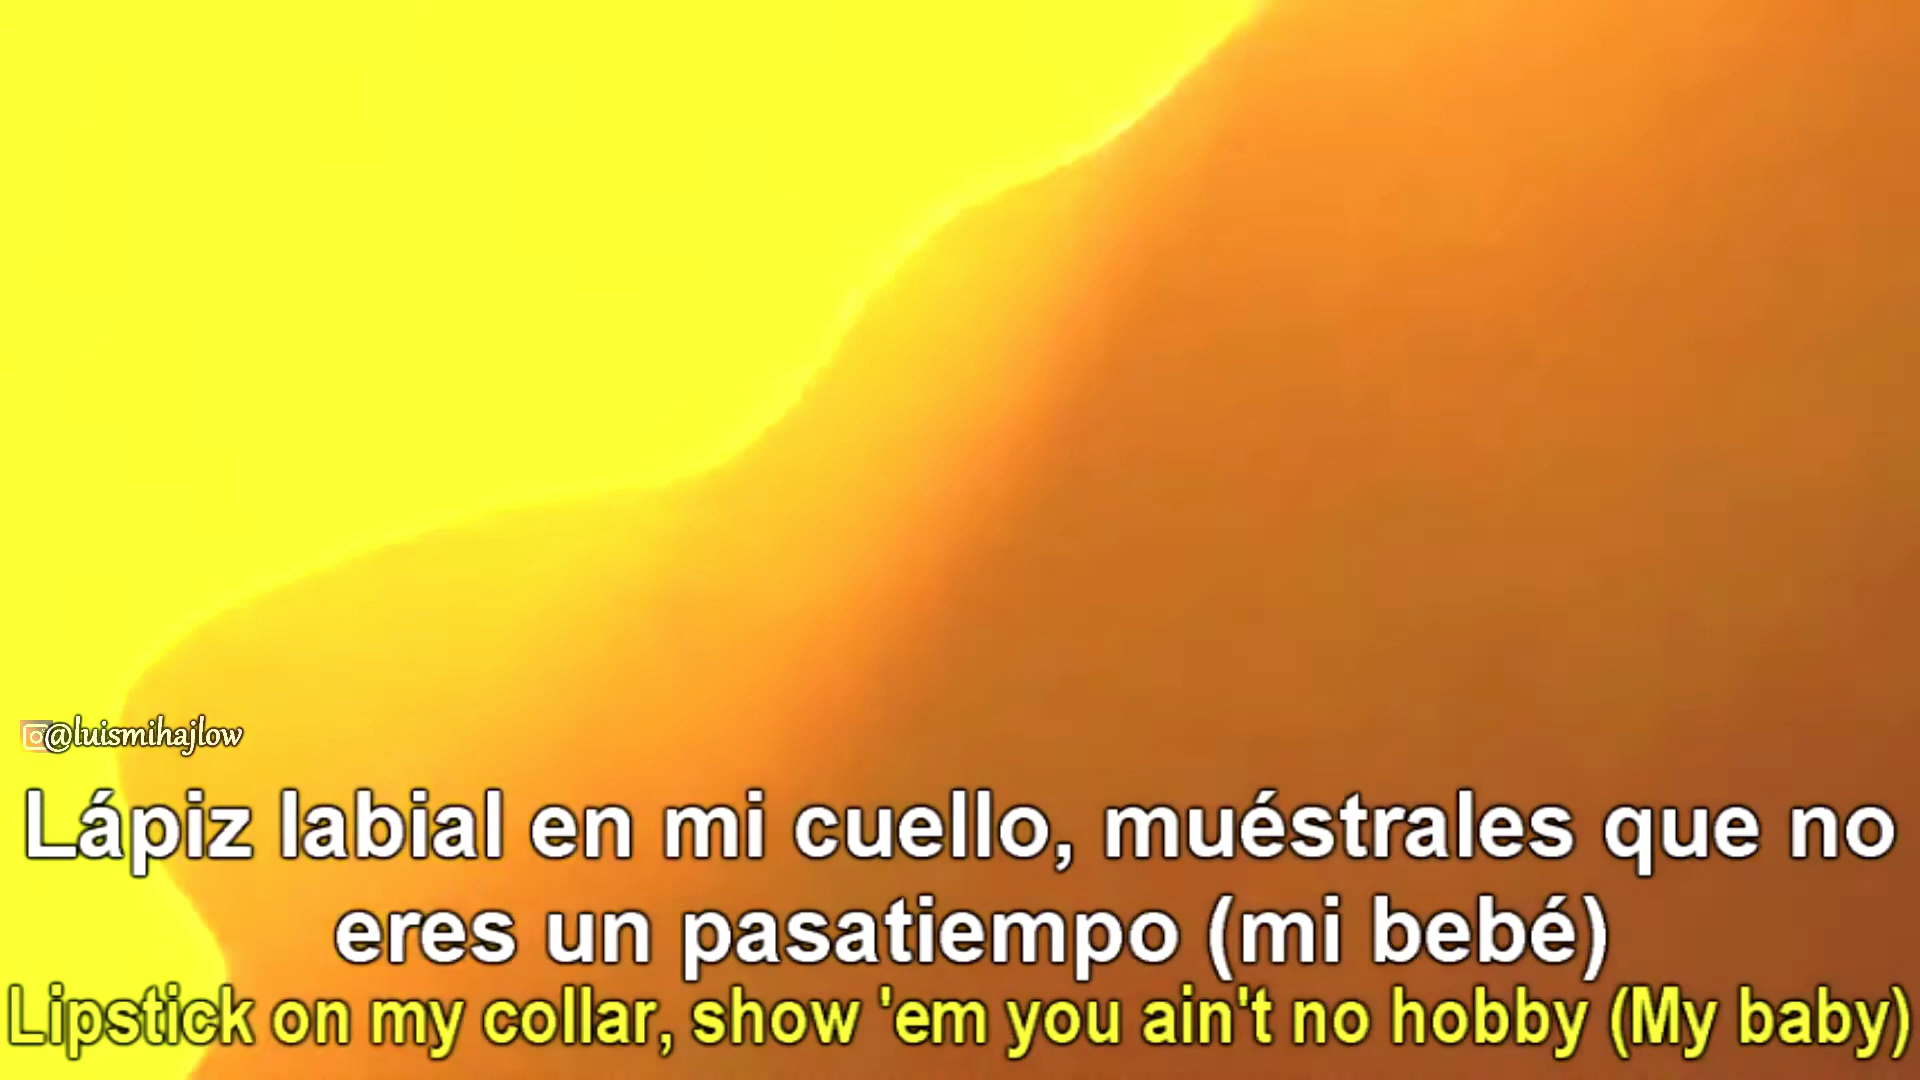 @luismihajlow
Lápiz labial en mi cuello, muéstrales que no
eres un pasatiempo (mi bebé)
Lipstick on my collar, show 'em you ain't no hobby (My baby)